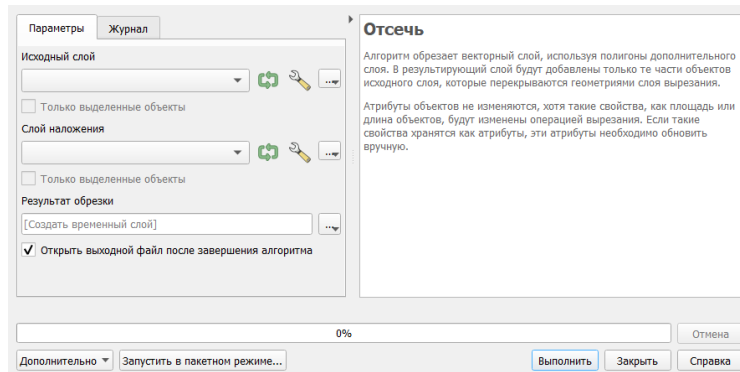 Параметры
Журнал
Исходный слой
...
Только выделенные объекты
Слой наложения
...
Только выделенные объекты
Результат обрезки
[Создать временный слой]
...
Открыть выходной файл после завершения алгоритма
Отсечь
Алгоритм обрезает векторный слой, используя полигоны дополнительного
слоя. В результирующий слой будут добавлены только те части объектов
исходного слоя, которые перекрываются геометриями слоя вырезания.
Атрибуты объектов не изменяются, хотя такие свойства, как площадь или
длина объектов, будут изменены операцией вырезания. Если такие
свойства хранятся как атрибуты, эти атрибуты необходимо обновить
вручную.
0%
Отмена
Дополнительно
Запустить в пакетном режиме...
Выполнить
Закрыть
Справка